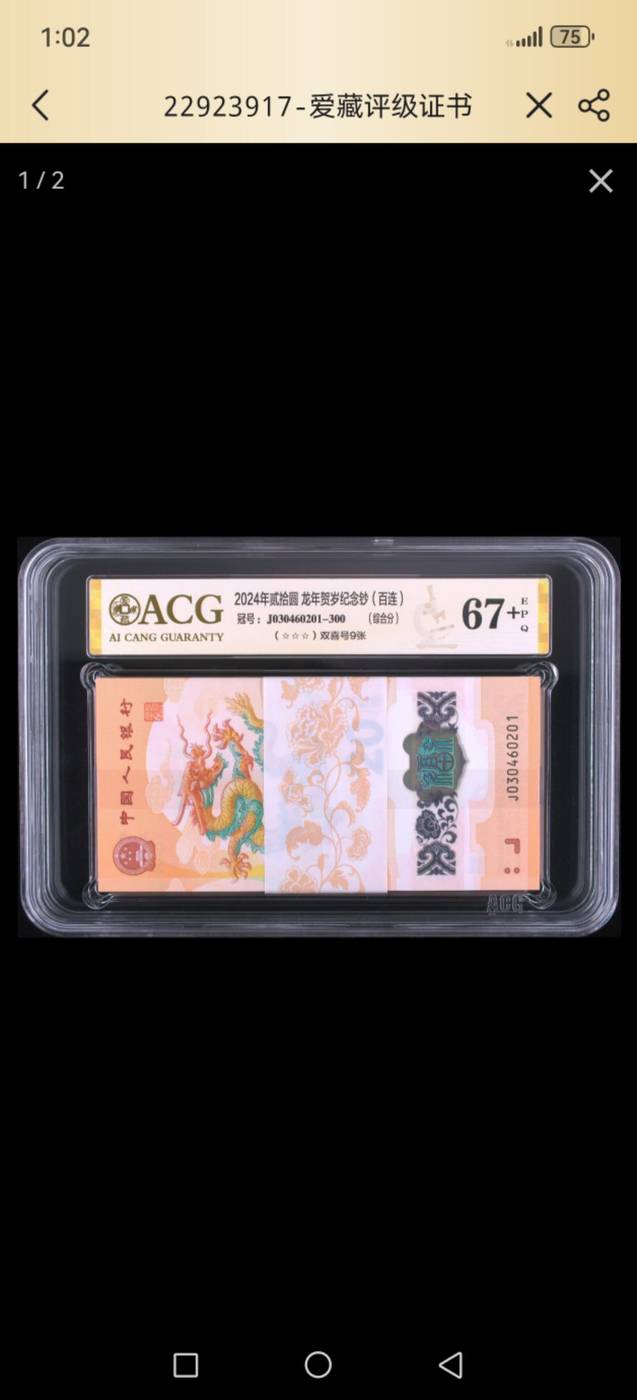 1:02
75
22923917-爱藏评级证书
1/2
ACG
AI CANG GUARANTY
2024年贰拾圆 龙年贺岁纪念钞（百连）
冠号：J030460201-300 （综合分）
（☆☆☆）双喜号9张
67+
EPQ
中国人民银行
J030460201
ACG